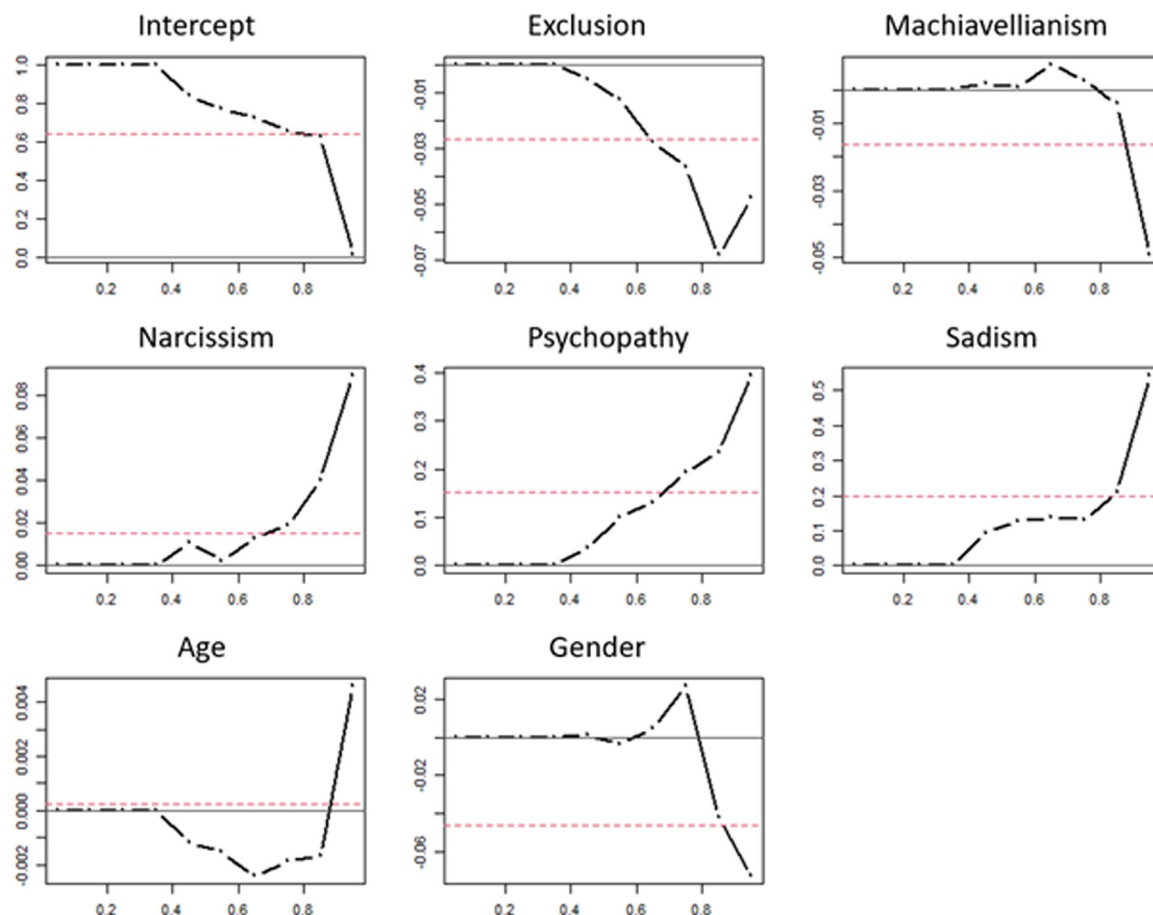 Intercept
Exclusion
Machiavellianism
1.0
0.8
0.6
0.4
0.2
0.0
-0.01
-0.03
-0.05
-0.07
-0.01
-0.03
-0.05
0.2 0.4 0.6 0.8
0.2 0.4 0.6 0.8
0.2 0.4 0.6 0.8
Narcissism
Psychopathy
Sadism
0.08
0.06
0.04
0.02
0.00
0.4
0.3
0.2
0.1
0.0
0.5
0.4
0.3
0.2
0.1
0.0
0.2 0.4 0.6 0.8
0.2 0.4 0.6 0.8
0.2 0.4 0.6 0.8
Age
Gender
0.004
0.002
0.000
-0.002
0.02
-0.02
-0.06
0.2 0.4 0.6 0.8
0.2 0.4 0.6 0.8